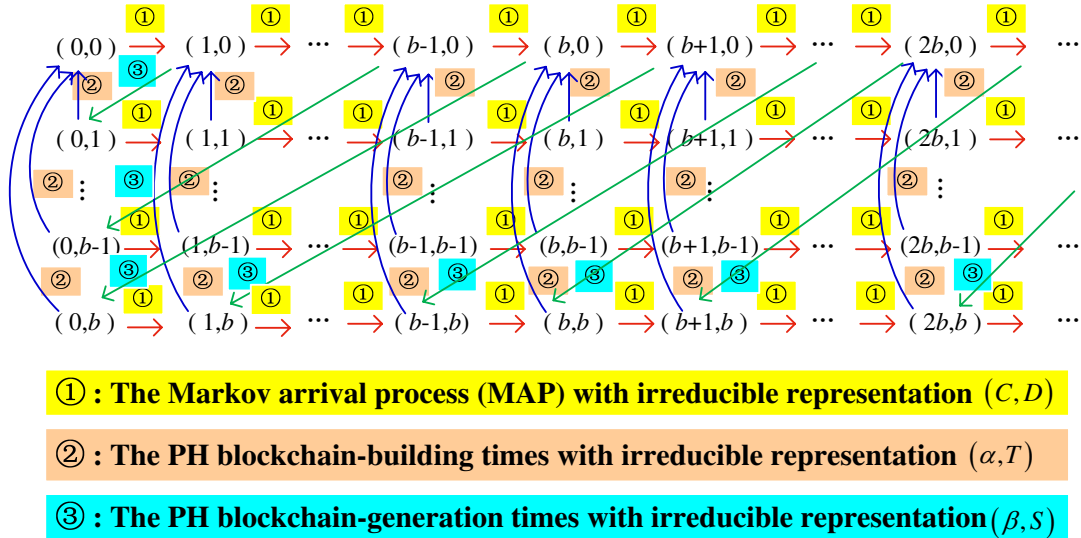 ① ① ① ① ① ① ① ①
(0,0) (1,0) ··· (b-1,0) (b,0) (b+1,0) ··· (2b,0) ···
② ③ ② ② ② ② ②
① ① ① ① ① ① ① ①
(0,1) (1,1) ··· (b-1,1) (b,1) (b+1,1) ··· (2b,1) ···
② ⋮ ③ ② ⋮ ② ⋮ ② ⋮ ② ⋮ ② ⋮
① ① ① ① ① ① ① ①
(0,b-1) (1,b-1) ··· (b-1,b-1) (b,b-1) (b+1,b-1) ··· (2b,b-1) ···
② ③ ② ③ ② ③ ② ③ ② ③ ② ③
① ① ① ① ① ① ① ①
(0,b) (1,b) ··· (b-1,b) (b,b) (b+1,b) ··· (2b,b) ···
① : The Markov arrival process (MAP) with irreducible representation (C,D)
② : The PH blockchain-building times with irreducible representation (α,T)
③ : The PH blockchain-generation times with irreducible representation(β,S)